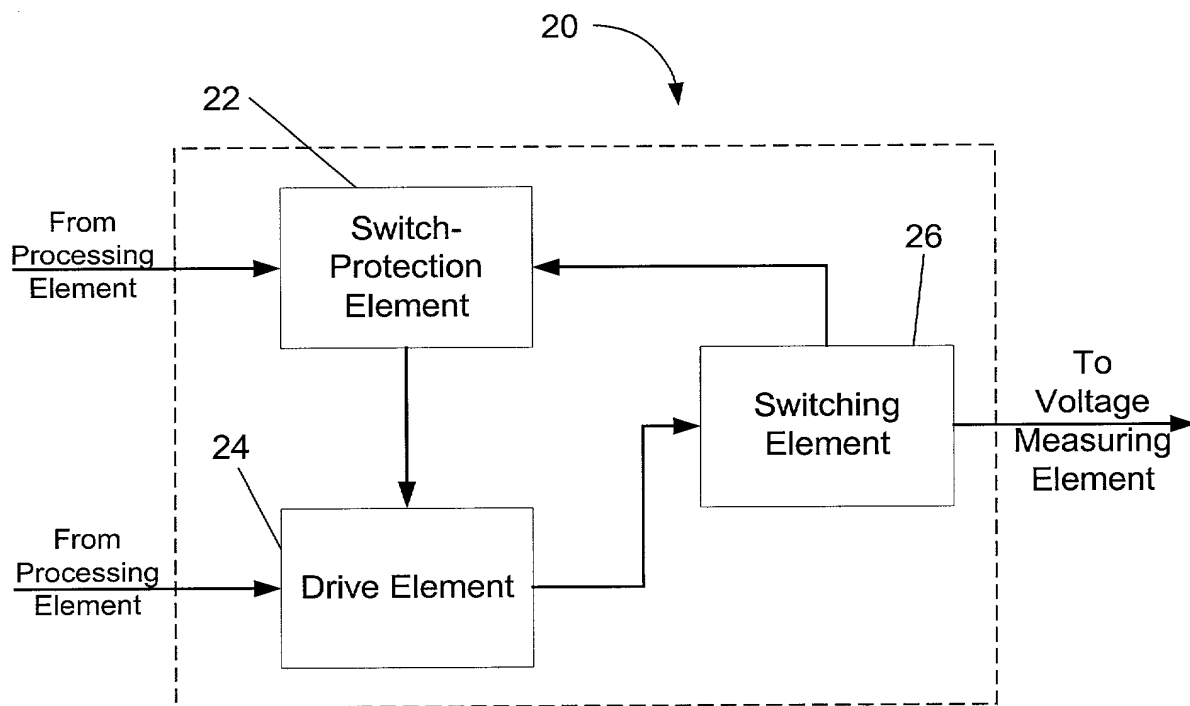 20
22
From
Processing
Element
Switch-
Protection
Element
26
To
Voltage
Measuring
Element
Switching
Element
24
From
Processing
Element
Drive Element